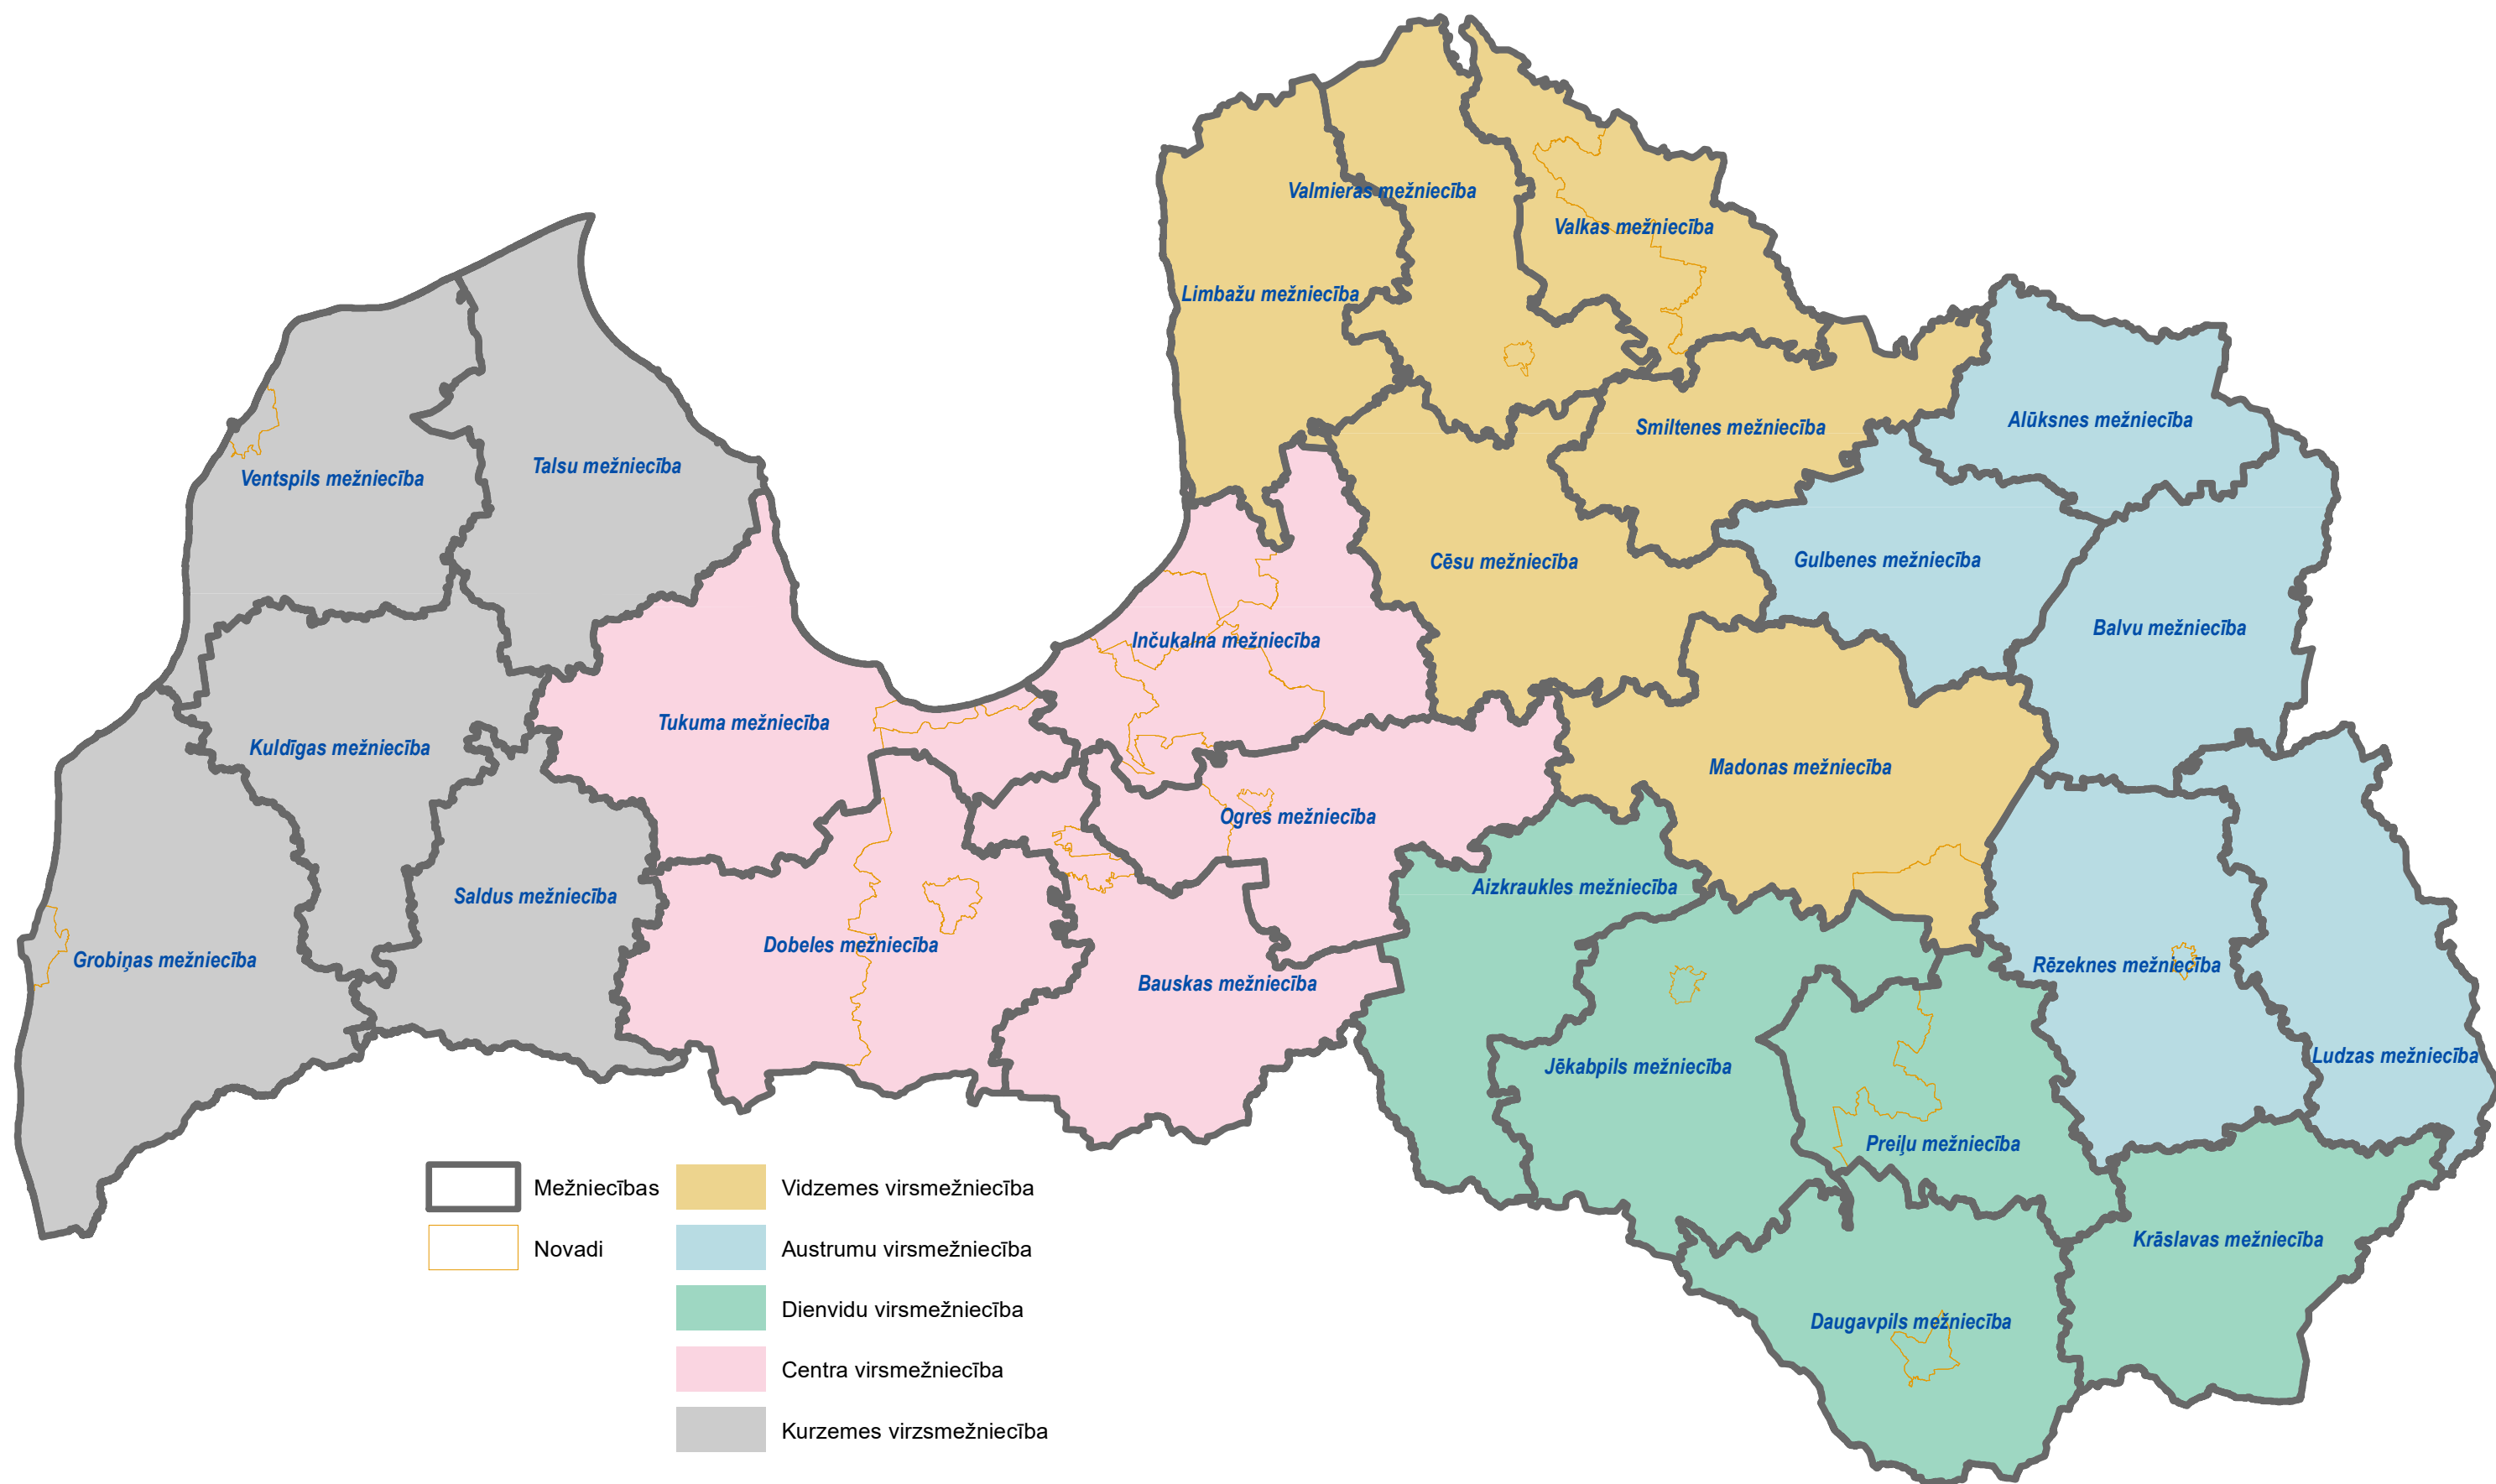 Valmieras mežniecība
Valkas mežniecība
Limbažu mežniecība
Alūksnes mežniecība
Smiltenes mežniecība
Talsu mežniecība
Ventspils mežniecība
Cēsu mežniecība
Gulbenes mežniecība
Balvu mežniecība
Inčukalna mežniecība
Tukuma mežniecība
Kuldīgas mežniecība
Madonas mežniecība
Ogres mežniecība
Aizkraukles mežniecība
Saldus mežniecība
Dobeles mežniecība
Grobiņas mežniecība
Rēzeknes mežniecība
Bauskas mežniecība
Ludzas mežniecība
Jēkabpils mežniecība
Preiļu mežniecība
Krāslavas mežniecība
Daugavpils mežniecība
Mežniecības
Novadi
Vidzemes virsmežniecība
Austrumu virsmežniecība
Dienvidu virsmežniecība
Centra virsmežniecība
Kurzemes virzsmežniecība